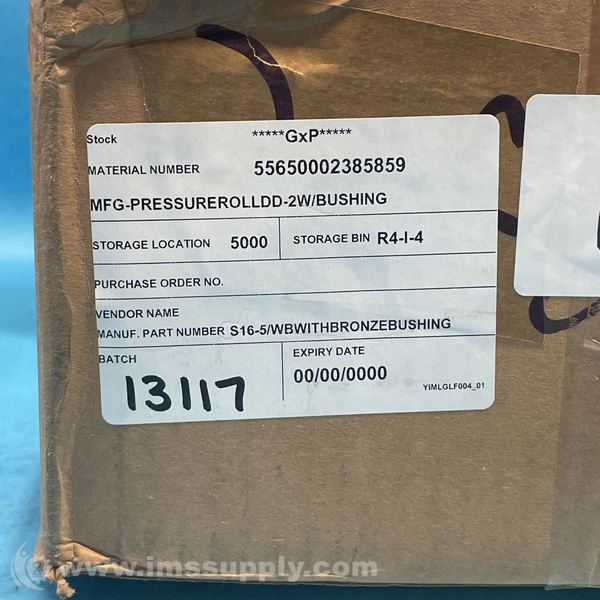 Stock *****GxP*****
MATERIAL NUMBER 55650002385859
MFG-PRESSUREROLLDD-2W/BUSHING
STORAGE LOCATION 5000 STORAGE BIN R4-I-4
PURCHASE ORDER NO.
VENDOR NAME
MANUF. PART NUMBER S16-5/WBWITHBRONZEBUSHING
BATCH EXPIRY DATE
13117 00/00/0000
YIMLGLF004_01
www.imssupply.com